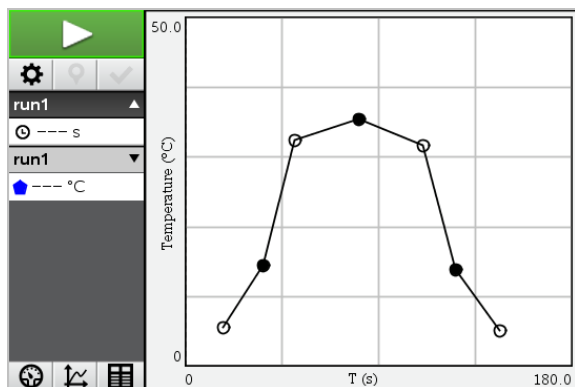 run1
--- s
run1
--- °C
50.0
Temperature (°C)
0
0
T (s)
180.0